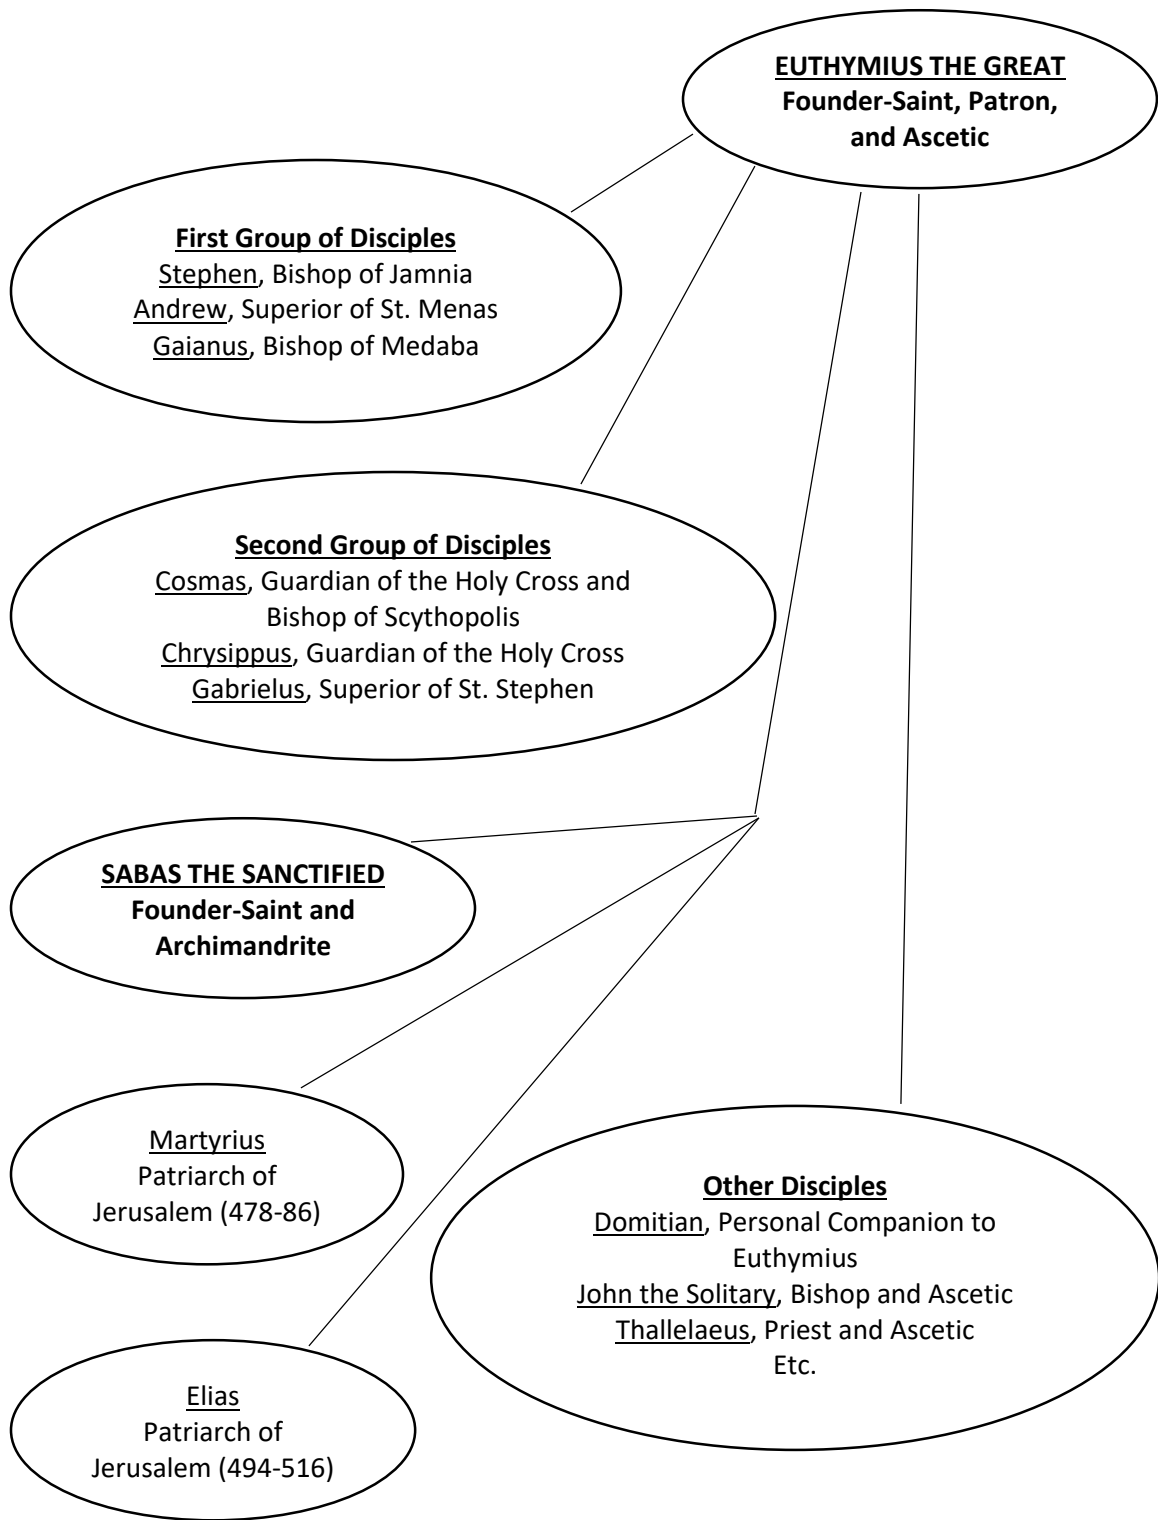 EUTHYMIUS THE GREAT
Founder-Saint, Patron,
and Ascetic
First Group of Disciples
Stephen, Bishop of Jamnia
Andrew, Superior of St. Menas
Gaianus, Bishop of Medaba
Second Group of Disciples
Cosmas, Guardian of the Holy Cross and
Bishop of Scythopolis
Chrysippus, Guardian of the Holy Cross
Gabrielus, Superior of St. Stephen
SABAS THE SANCTIFIED
Founder-Saint and
Archimandrite
Martyrius
Patriarch of
Jerusalem (478-86)
Other Disciples
Domitian, Personal Companion to
Euthymius
John the Solitary, Bishop and Ascetic
Thallelaeus, Priest and Ascetic
Etc.
Elias
Patriarch of
Jerusalem (494-516)